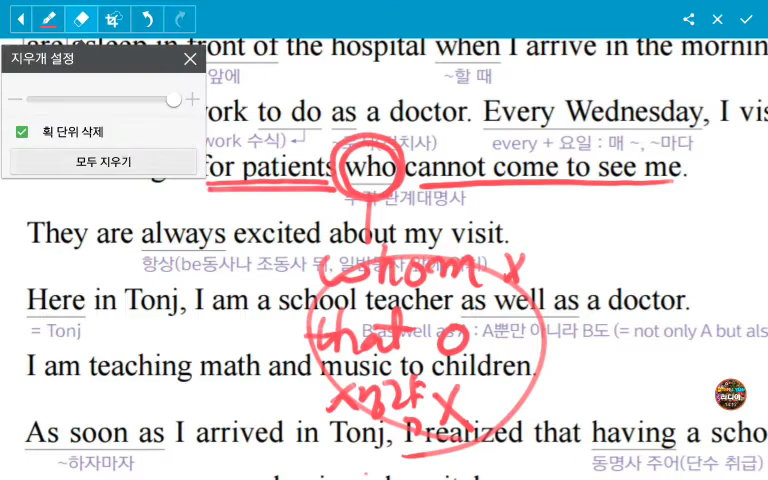 are asleep in front of the hospital when I arrive in the mornin
지우개 설정
앞에
~할 때
획 단위 삭제
모두 지우기
ork to do as a doctor. Every Wednesday, I vis
work 수식)
every + 요일 : 매 ~, ~마다
for patients who cannot come to see me.
관계대명사
They are always excited about my visit.
항상(be동사나 조동사 뒤, 일반동사
whom x
Here in Tonj, I am a school teacher as well as a doctor.
= Tonj
B as well as A : A뿐만 아니라 B도 (= not only A but als
that O
I am teaching math and music to children.
생략 X
As soon as I arrived in Tonj, I realized that having a scho
~하자마자
동명사 주어(단수 취급)